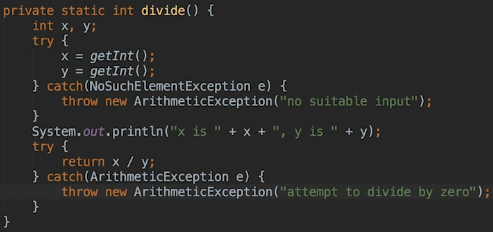 private static int divide() {
    int x, y;
    try {
        x = getInt();
        y = getInt();
    } catch(NoSuchElementException e) {
        throw new ArithmeticException("no suitable input");
    }
    System.out.println("x is " + x + ", y is " + y);
    try {
        return x / y;
    } catch(ArithmeticException e) {
        throw new ArithmeticException("attempt to divide by zero");
    }
}